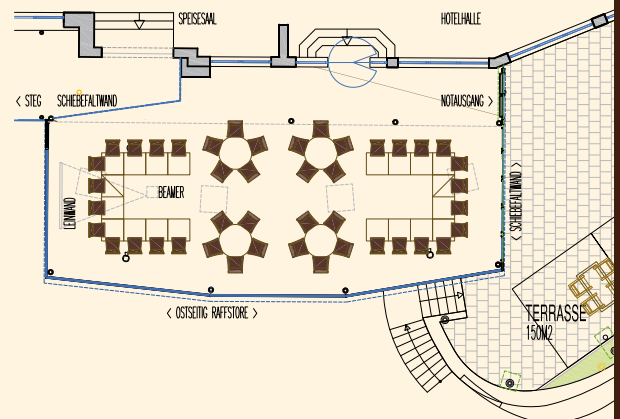 SPEISESAAL
HOTELHALLE
< STEG
SCHIEBEFALTWAND
NOTAUSGANG >
LEINWAND
BEAMER
< SCHIEBEFALTWAND >
< OSTSEITIG RAFFSTORE >
TERRASSE
150M2